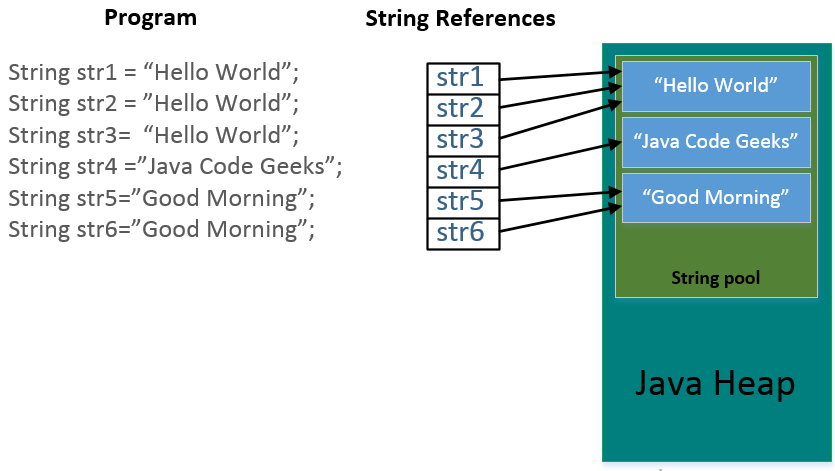 Program
String str1 = “Hello World”;
String str2 = ”Hello World”;
String str3= “Hello World”;
String str4 =”Java Code Geeks”;
String str5=”Good Morning”;
String str6=”Good Morning”;
String References
str1
str2
str3
str4
str5
str6
“Hello World”
“Java Code Geeks”
“Good Morning”
String pool
Java Heap